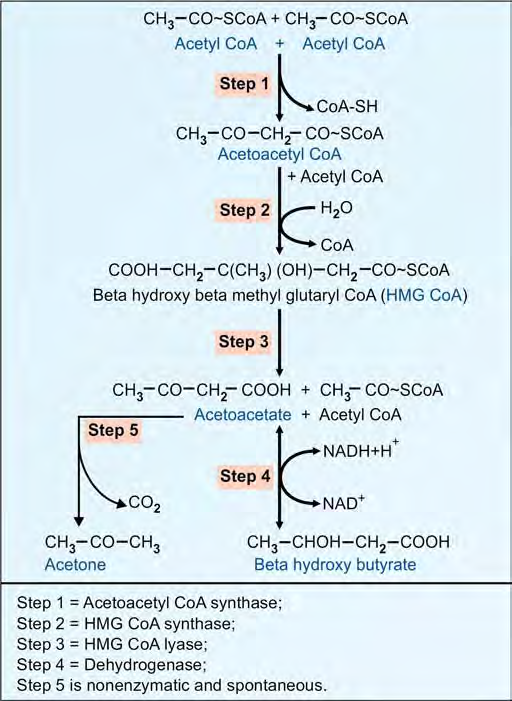 CH₃–CO~SCoA + CH₃–CO~SCoA
Acetyl CoA + Acetyl CoA
Step 1
CoA-SH
CH₃–CO–CH₂–CO~SCoA
Acetoacetyl CoA
+ Acetyl CoA
Step 2
H₂O
CoA
COOH–CH₂–C(CH₃) (OH)–CH₂–CO~SCoA
Beta hydroxy beta methyl glutaryl CoA (HMG CoA)
Step 3
CH₃–CO–CH₂–COOH + CH₃–CO~SCoA
Acetoacetate + Acetyl CoA
Step 5
NADH+H⁺
Step 4
CO₂
NAD⁺
CH₃–CO–CH₃
Acetone
CH₃–CHOH–CH₂–COOH
Beta hydroxy butyrate
Step 1 = Acetoacetyl CoA synthase;
Step 2 = HMG CoA synthase;
Step 3 = HMG CoA lyase;
Step 4 = Dehydrogenase;
Step 5 is nonenzymatic and spontaneous.